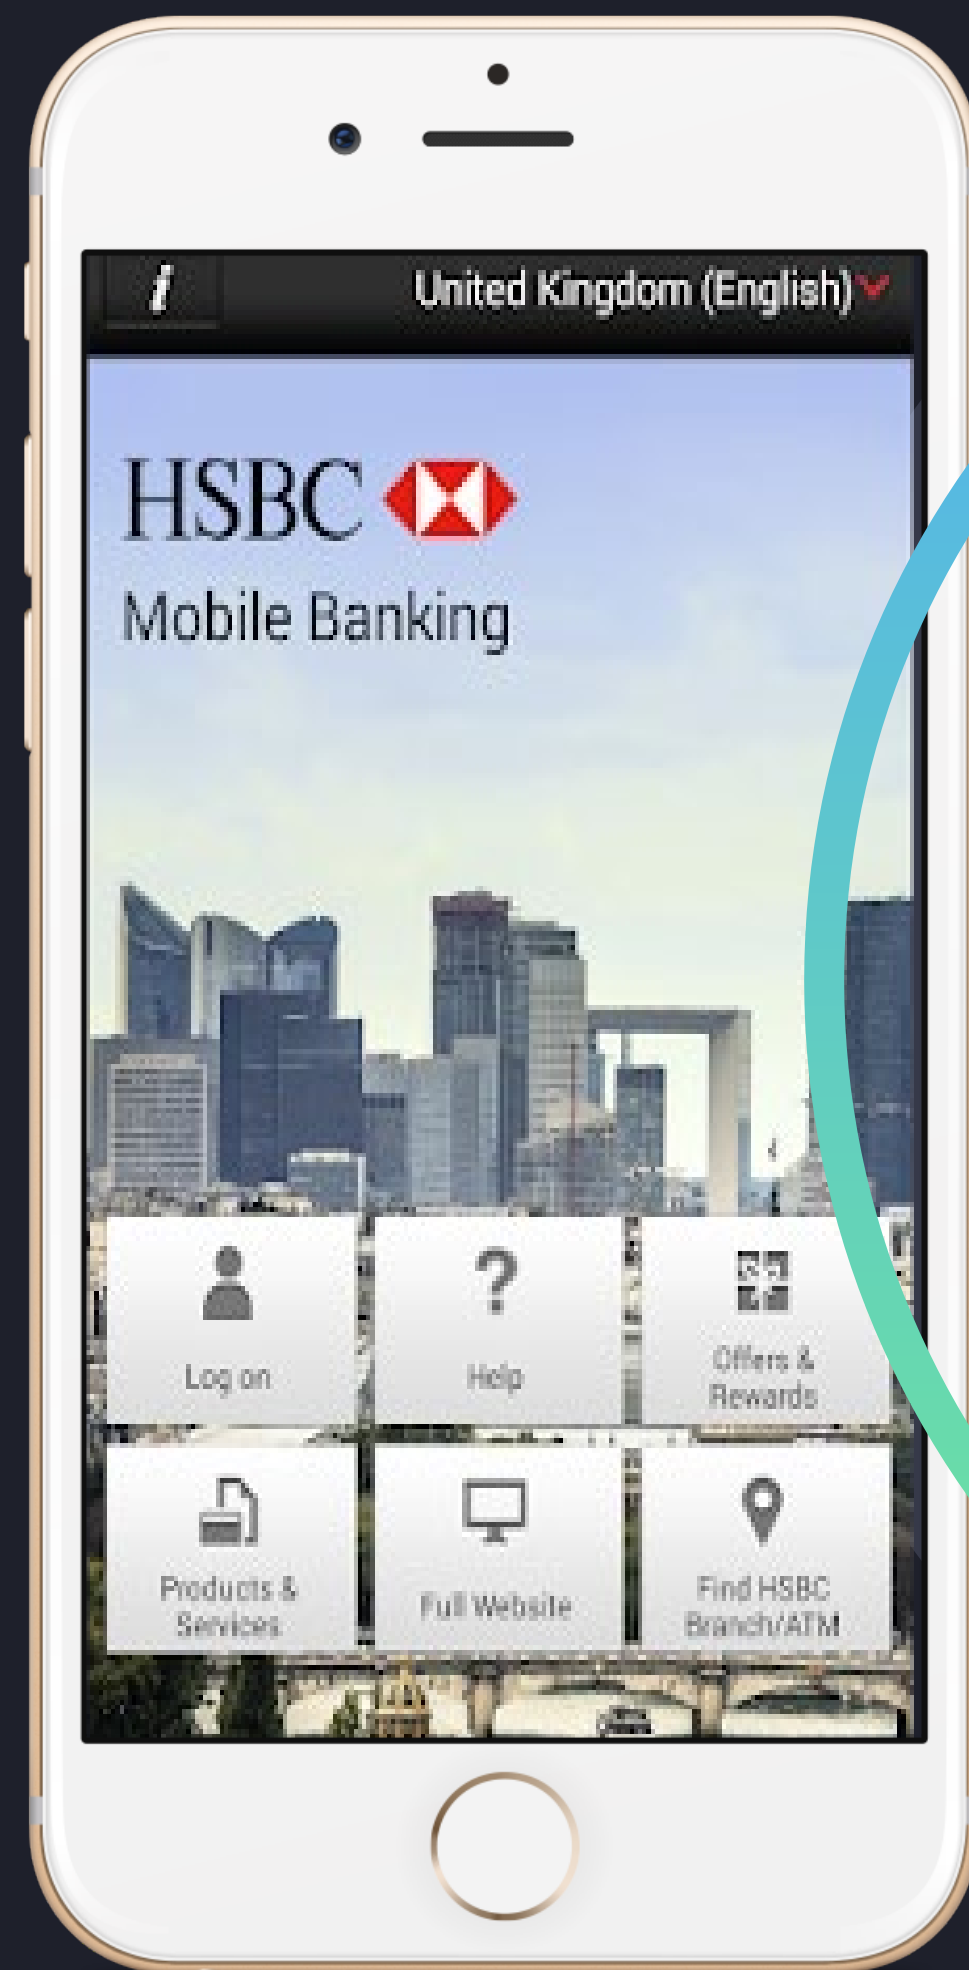 i
United Kingdom (English)
HSBC
Mobile Banking
?
Log on
Help
Offers &
Rewards
Products &
Services
Full Website
Find HSBC
Branch/ATM